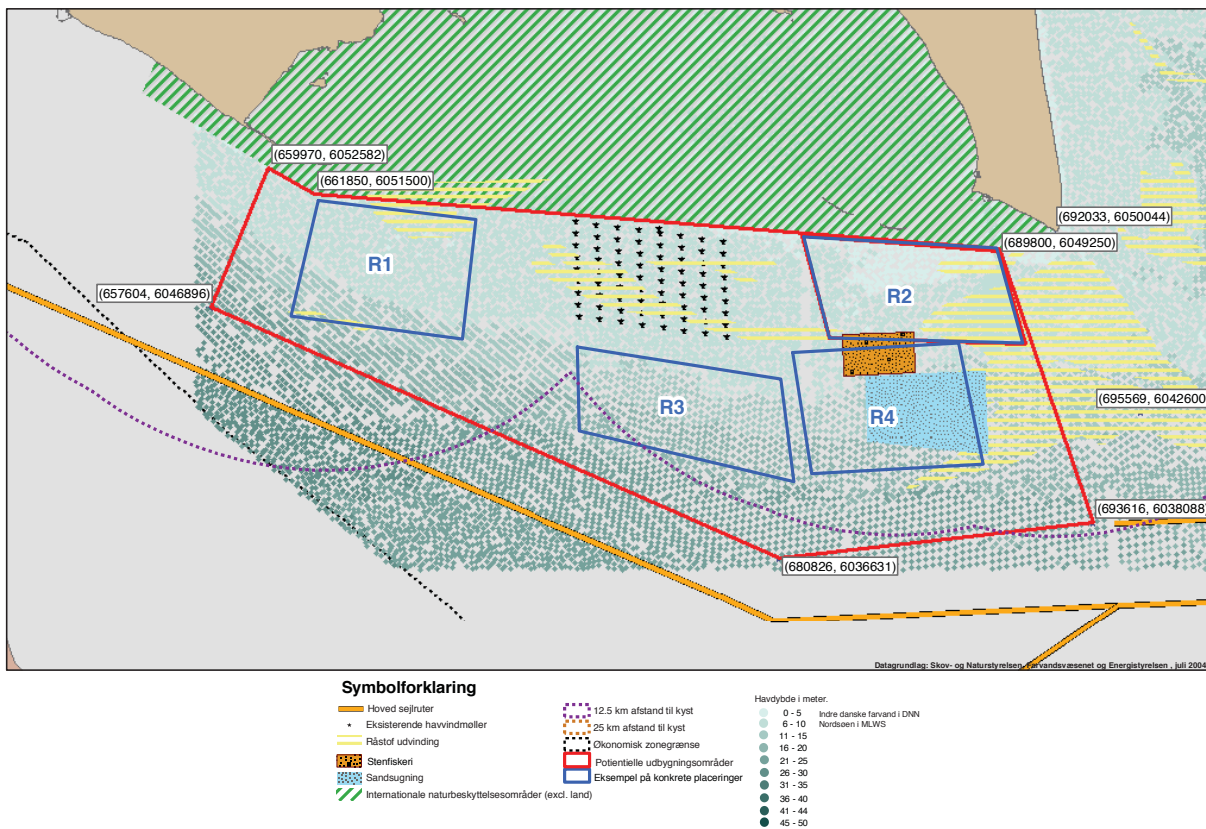 (659970, 6052582)
(661850, 6051500)
(692033, 6050044)
(689800, 6049250)
R1
R2
(657604, 6046896)
R3
R4
(695569, 6042600)
(693616, 6038088)
(680826, 6036631)
Datagrundlag: Skov- og Naturstyrelsen, Farvandsvæsenet og Energistyrelsen , juli 2004
Symbolforklaring
Hoved sejlruter
Eksisterende havvindmøller
Råstof udvinding
Stenfiskeri
Sandsugning
Internationale naturbeskyttelsesområder (excl. land)
12.5 km afstand til kyst
25 km afstand til kyst
Økonomisk zonegrænse
Potientielle udbygningsområder
Eksempel på konkrete placeringer
Havdybde i meter.
0 - 5
6 - 10
11 - 15
16 - 20
21 - 25
26 - 30
31 - 35
36 - 40
41 - 44
45 - 50
Indre danske farvand i DNN
Nordsøen i MLWS